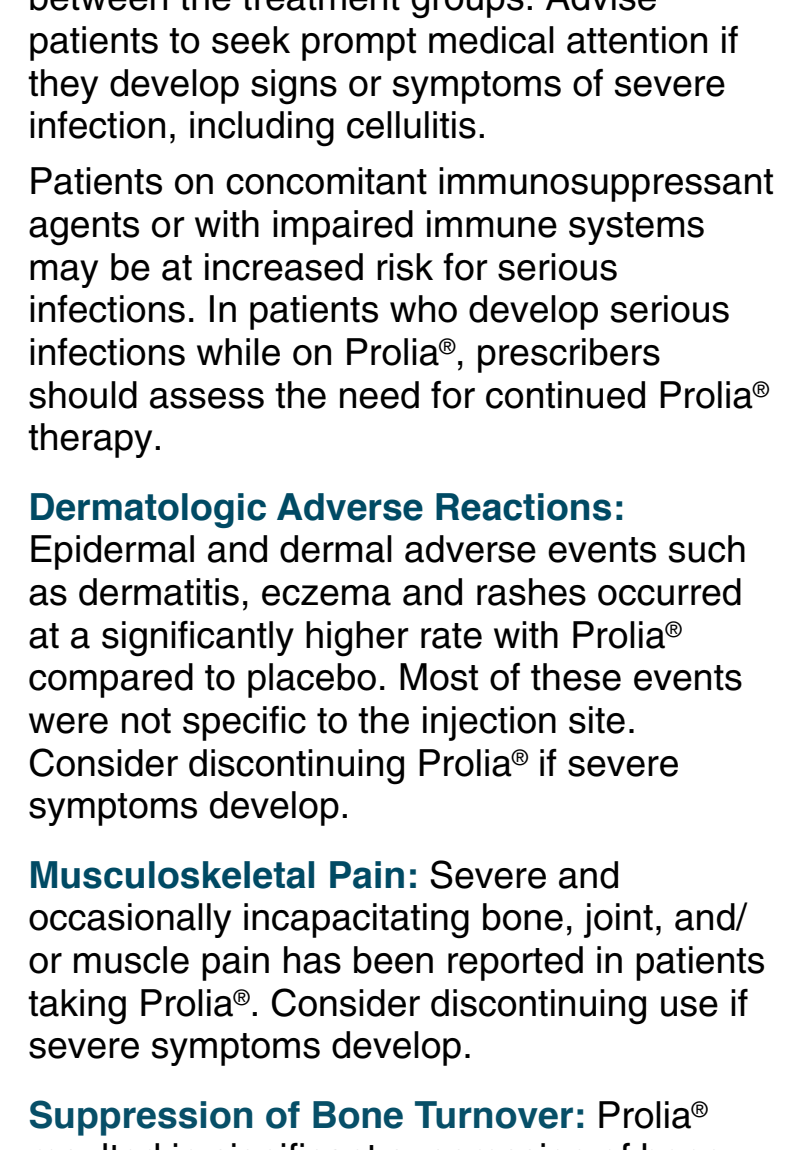 between the treatment groups. Advise
patients to seek prompt medical attention if
they develop signs or symptoms of severe
infection, including cellulitis.
Patients on concomitant immunosuppressant
agents or with impaired immune systems
may be at increased risk for serious
infections. In patients who develop serious
infections while on Prolia®, prescribers
should assess the need for continued Prolia®
therapy.
Dermatologic Adverse Reactions:
Epidermal and dermal adverse events such
as dermatitis, eczema and rashes occurred
at a significantly higher rate with Prolia®
compared to placebo. Most of these events
were not specific to the injection site.
Consider discontinuing Prolia® if severe
symptoms develop.
Musculoskeletal Pain: Severe and
occasionally incapacitating bone, joint, and/
or muscle pain has been reported in patients
taking Prolia®. Consider discontinuing use if
severe symptoms develop.
Suppression of Bone Turnover: Prolia®